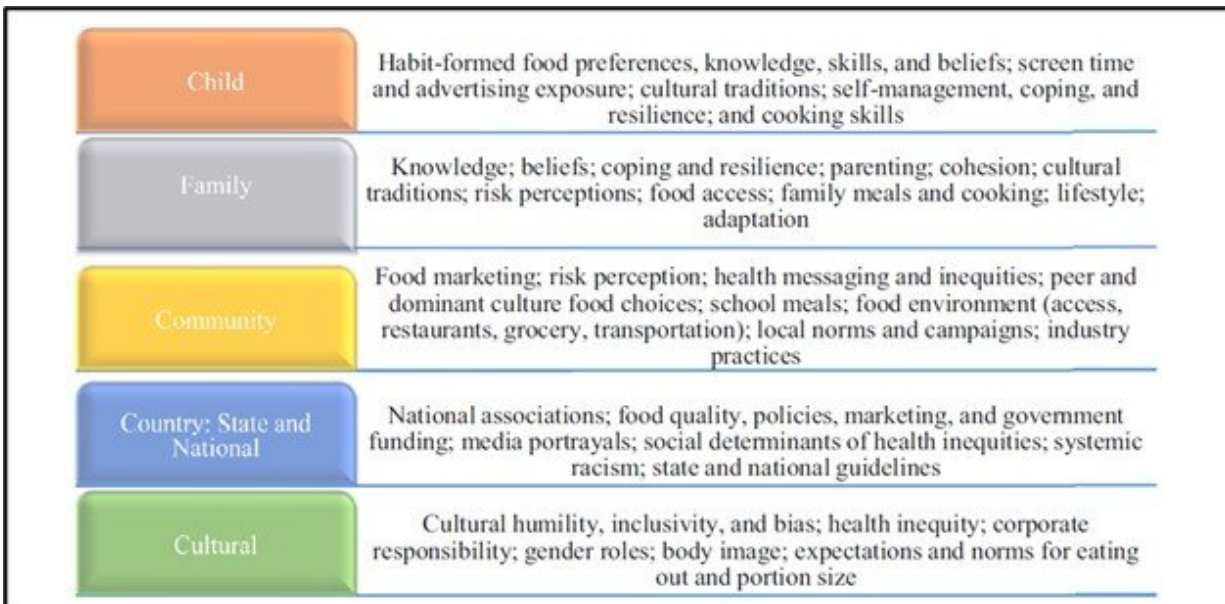 Child
Habit-formed food preferences, knowledge, skills, and beliefs; screen time
and advertising exposure; cultural traditions; self-management, coping, and
resilience; and cooking skills
Family
Knowledge; beliefs; coping and resilience; parenting; cohesion; cultural
traditions; risk perceptions; food access; family meals and cooking; lifestyle;
adaptation
Community
Food marketing; risk perception; health messaging and inequities; peer and
dominant culture food choices; school meals; food environment (access,
restaurants, grocery, transportation); local norms and campaigns; industry
practices
Country: State and
National
National associations; food quality, policies, marketing, and government
funding; media portrayals; social determinants of health inequities; systemic
racism; state and national guidelines
Cultural
Cultural humility, inclusivity, and bias; health inequity; corporate
responsibility; gender roles; body image; expectations and norms for eating
out and portion size